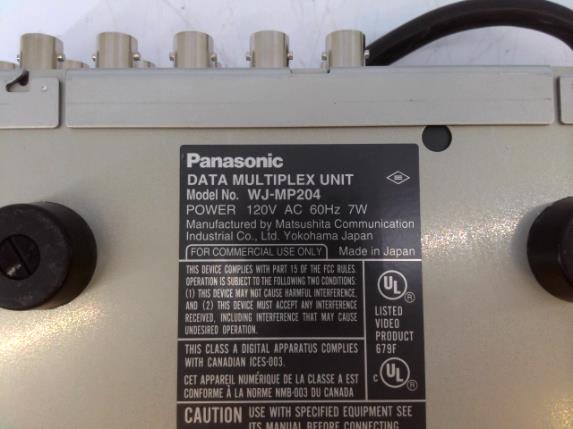 Panasonic
DATA MULTIPLEX UNIT
Model No. WJ-MP204
POWER 120V AC 60Hz 7W
Manufactured by Matsushita Communication
Industrial Co., Ltd. Yokohama Japan
FOR COMMERCIAL USE ONLY Made in Japan
THIS DEVICE COMPLIES WITH PART 15 OF THE FCC RULES.
OPERATION IS SUBJECT TO THE FOLLOWING TWO CONDITIONS:
(1) THIS DEVICE MAY NOT CAUSE HARMFUL INTERFERENCE,
AND (2) THIS DEVICE MUST ACCEPT ANY INTERFERENCE
RECEIVED, INCLUDING INTERFERENCE THAT MAY CAUSE
UNDESIRED OPERATION.
UL ®
LISTED
VIDEO
PRODUCT
679F
C UL ®
THIS CLASS A DIGITAL APPARATUS COMPLIES
WITH CANADIAN ICES-003.
CET APPAREIL NUMÉRIQUE DE LA CLASSE A EST
CONFORME À LA NORME NMB-003 DU CANADA
CAUTION USE WITH SPECIFIED EQUIPMENT SEE
ITS MANUAL BEFORE CONNECTING